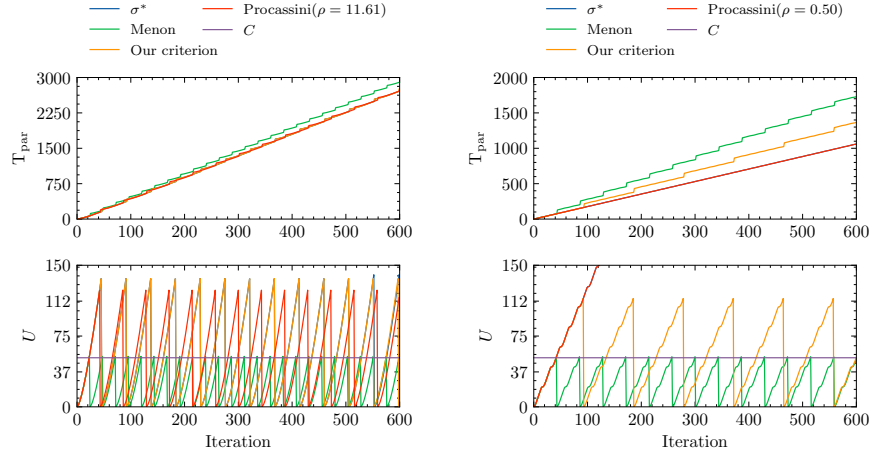 σ* Procassini(ρ = 11.61)
Menon C
Our criterion
3000
2250
1500
750
0
T_par
0 100 200 300 400 500 600
150
112
75
37
0
U
0 100 200 300 400 500 600
Iteration
σ* Procassini(ρ = 0.50)
Menon C
Our criterion
2000
1500
1000
500
0
T_par
0 100 200 300 400 500 600
150
112
75
37
0
U
0 100 200 300 400 500 600
Iteration